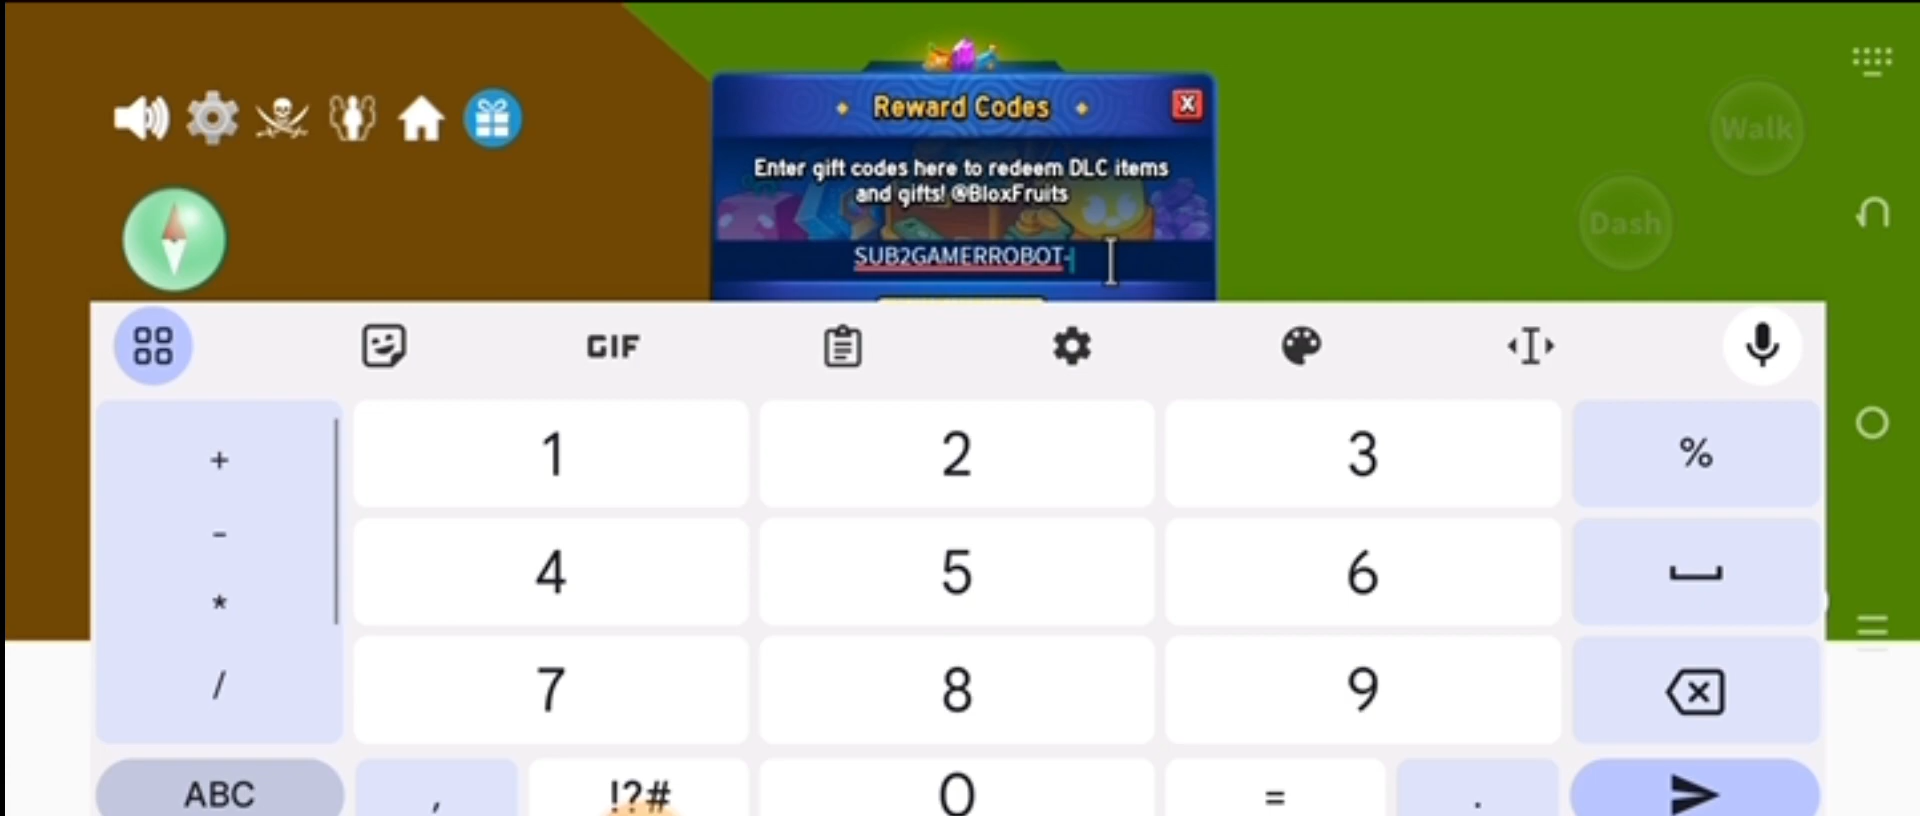 Reward Codes
X
Enter gift codes here to redeem DLC items
and gifts! @BloxFruits
SUB2GAMERROBOT-
Walk
Dash
GIF
+ 1 2 3 %
-
4 5 6
*
/ 7 8 9
ABC , !?# 0 = .